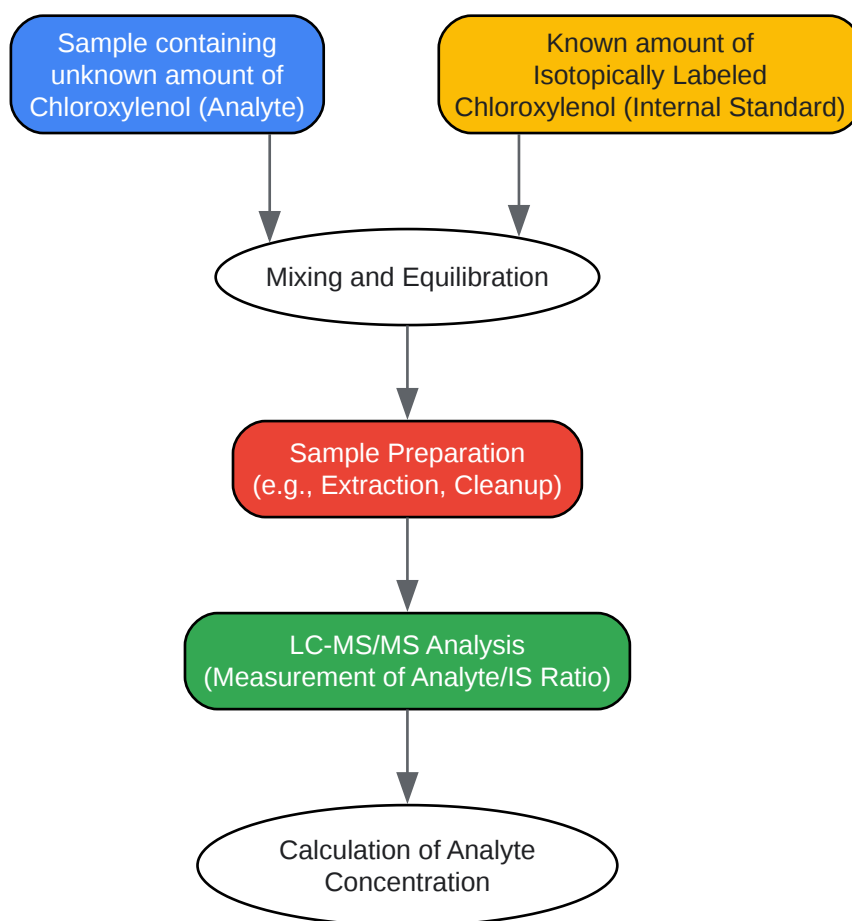 Sample containing
unknown amount of
Chloroxylenol (Analyte)
Known amount of
Isotopically Labeled
Chloroxylenol (Internal Standard)
Mixing and Equilibration
Sample Preparation
(e.g., Extraction, Cleanup)
LC-MS/MS Analysis
(Measurement of Analyte/IS Ratio)
Calculation of Analyte
Concentration